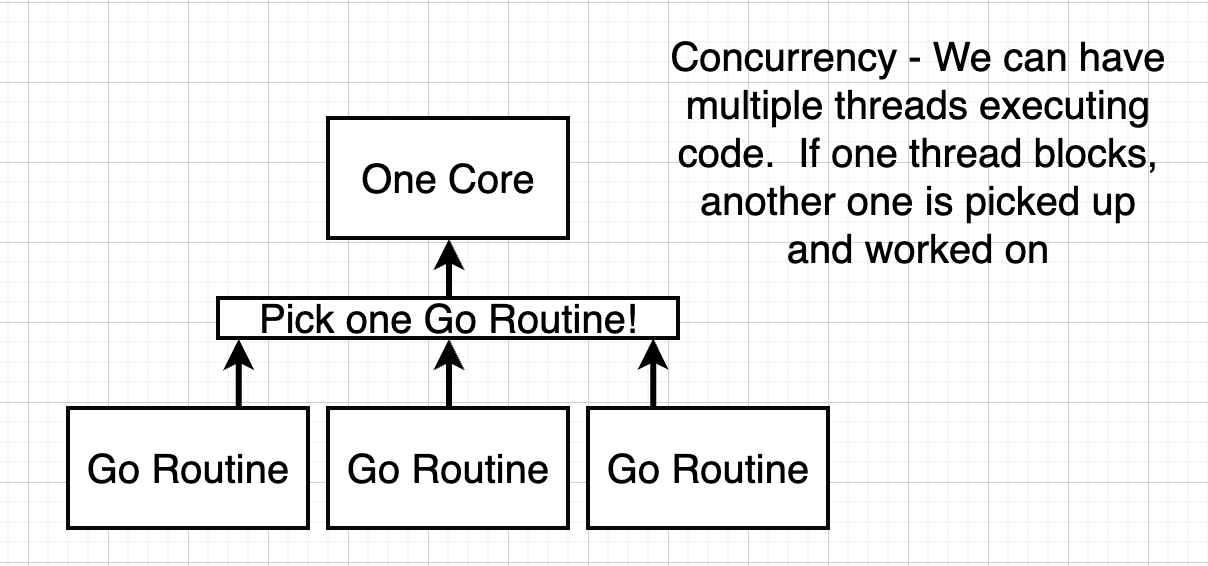 Concurrency - We can have
multiple threads executing
code.  If one thread blocks,
another one is picked up
and worked on
One Core
Pick one Go Routine!
Go Routine
Go Routine
Go Routine